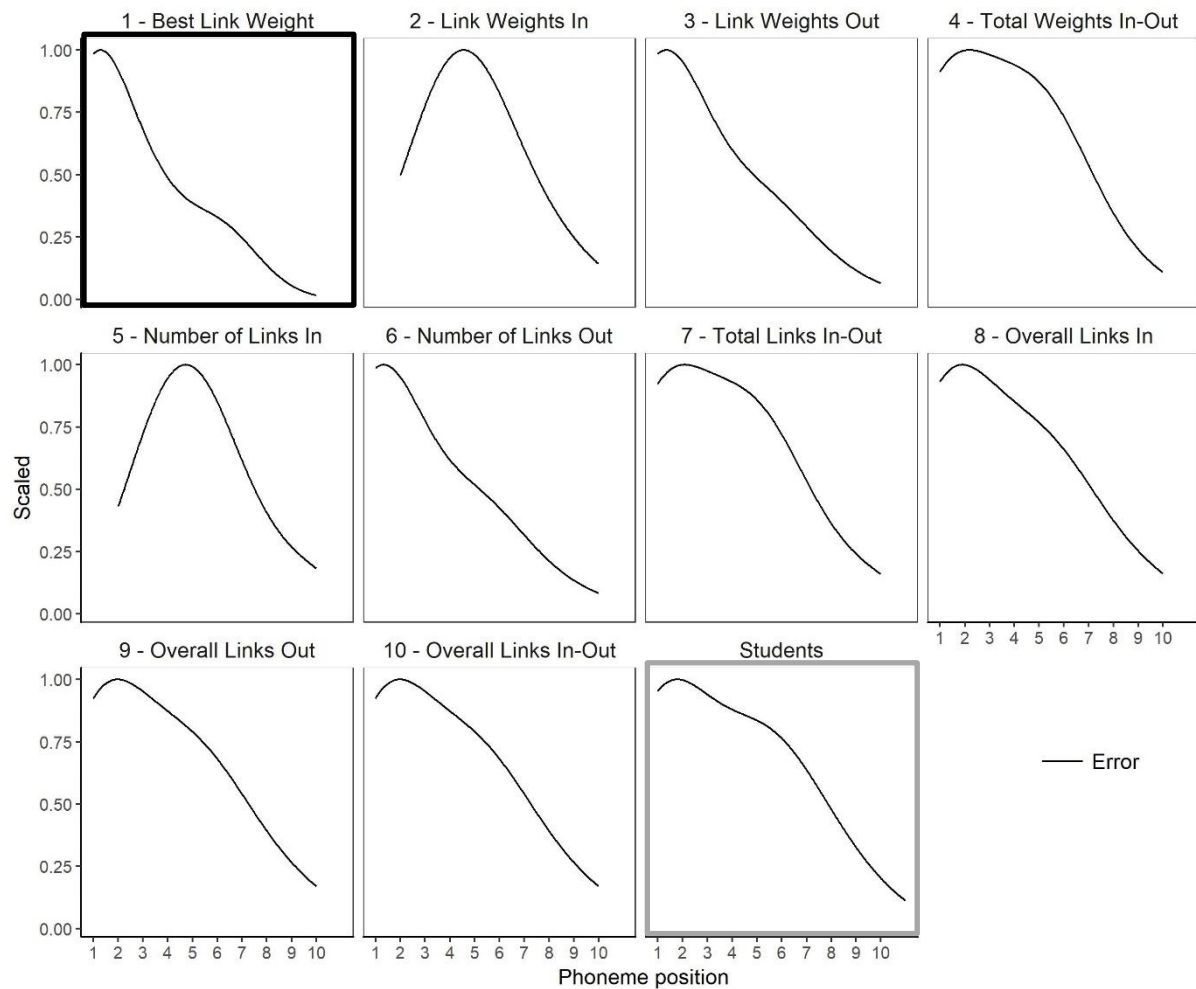 1 - Best Link Weight 2 - Link Weights In 3 - Link Weights Out 4 - Total Weights In-Out
1.00
0.75
0.50
0.25
0.00
5 - Number of Links In 6 - Number of Links Out 7 - Total Links In-Out 8 - Overall Links In
1.00
0.75
0.50
0.25
0.00
Scaled
1 2 3 4 5 6 7 8 9 10
9 - Overall Links Out 10 - Overall Links In-Out Students
1.00
0.75
0.50
0.25
0.00
Error
1 2 3 4 5 6 7 8 9 10 1 2 3 4 5 6 7 8 9 10 1 2 3 4 5 6 7 8 9 10
Phoneme position